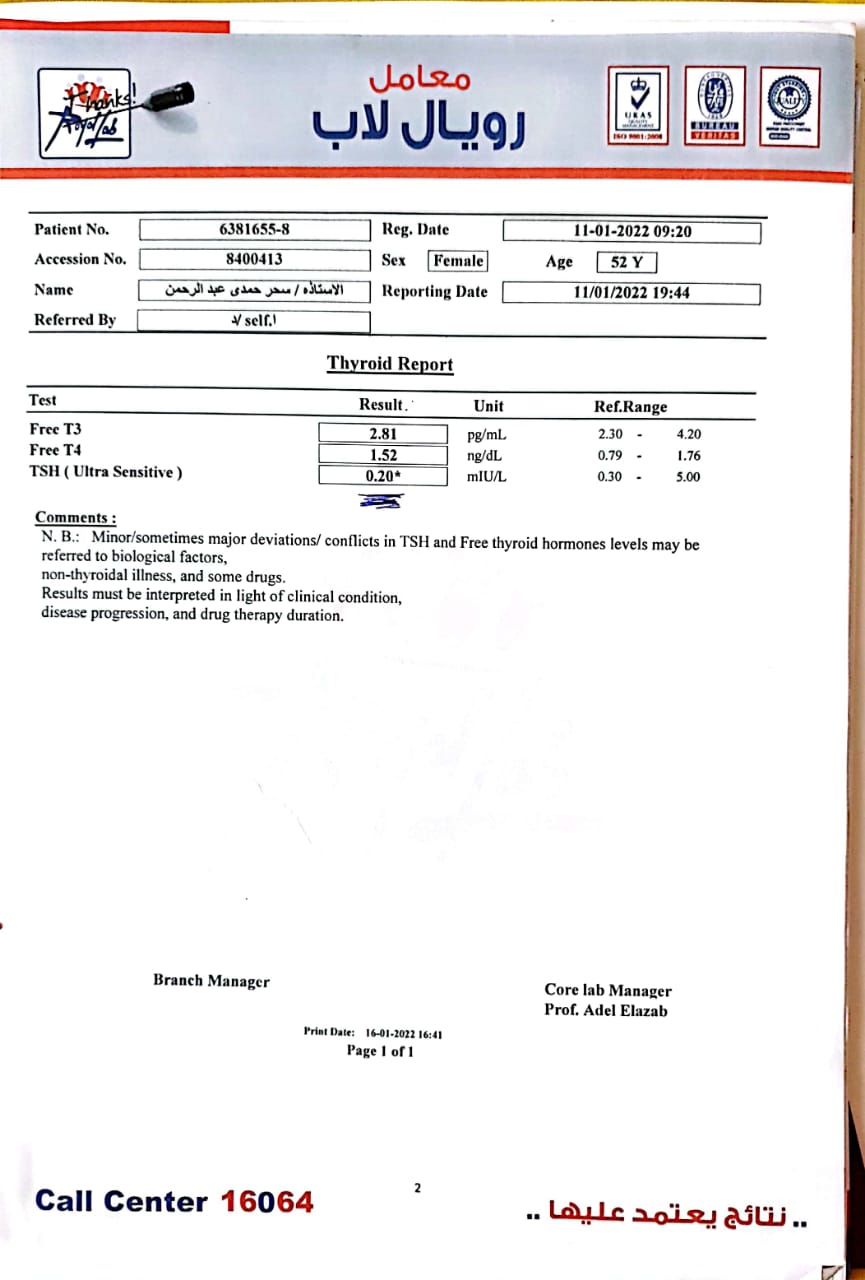 Thanks!
Royal Lab
معامل
رويال لاب
UKAS
QUALITY
MANAGEMENT
ISO 9001:2008
BUREAU
VERITAS
QUALITY
Patient No. 6381655-8 Reg. Date 11-01-2022 09:20
Accession No. 8400413 Sex Female Age 52 Y
Name الاستاذه / سحر حمدى عبد الرحمن Reporting Date 11/01/2022 19:44
Referred By self.ا
Thyroid Report
Test Result. Unit Ref.Range
Free T3 2.81 pg/mL 2.30 - 4.20
Free T4 1.52 ng/dL 0.79 - 1.76
TSH ( Ultra Sensitive ) 0.20* mIU/L 0.30 - 5.00
Comments :
N. B.: Minor/sometimes major deviations/ conflicts in TSH and Free thyroid hormones levels may be
referred to biological factors,
non-thyroidal illness, and some drugs.
Results must be interpreted in light of clinical condition,
disease progression, and drug therapy duration.
Branch Manager
Core lab Manager
Prof. Adel Elazab
Print Date: 16-01-2022 16:41
Page 1 of 1
2
Call Center 16064
.. نتائج يعتمد عليها ..